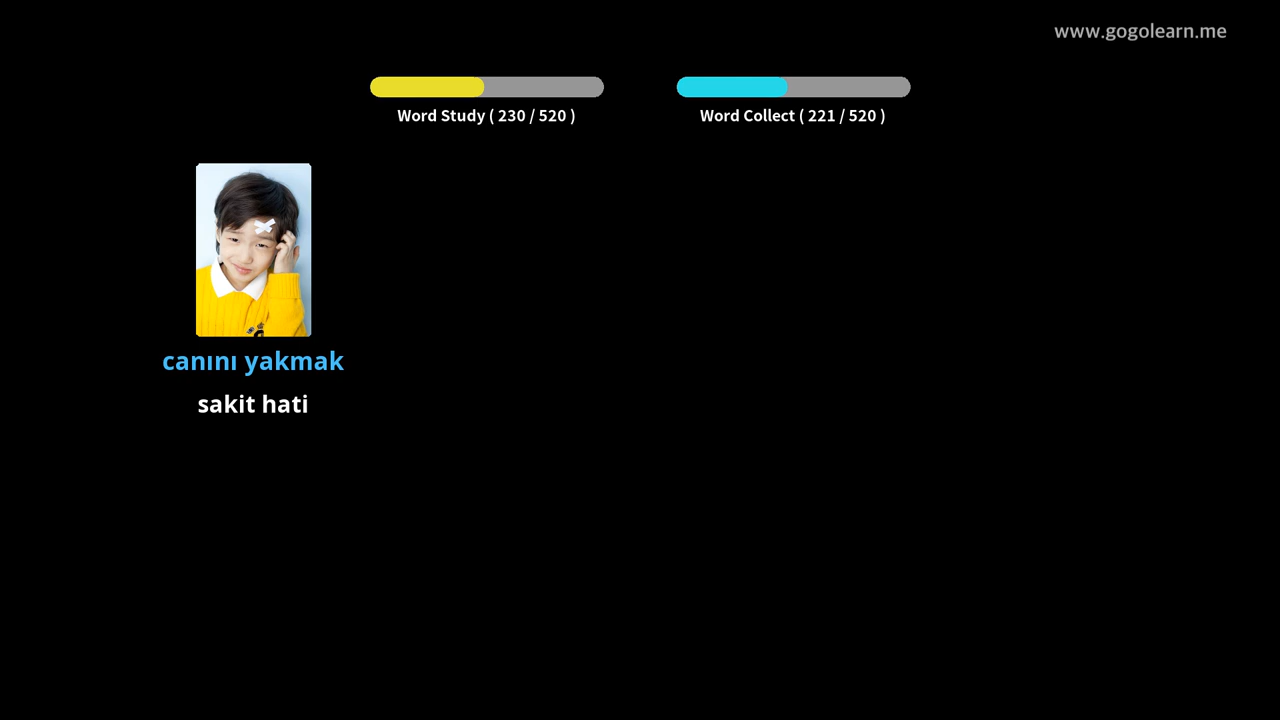 www.gogolearn.me
Word Study ( 230 / 520 )
Word Collect ( 221 / 520 )
canını yakmak
sakit hati